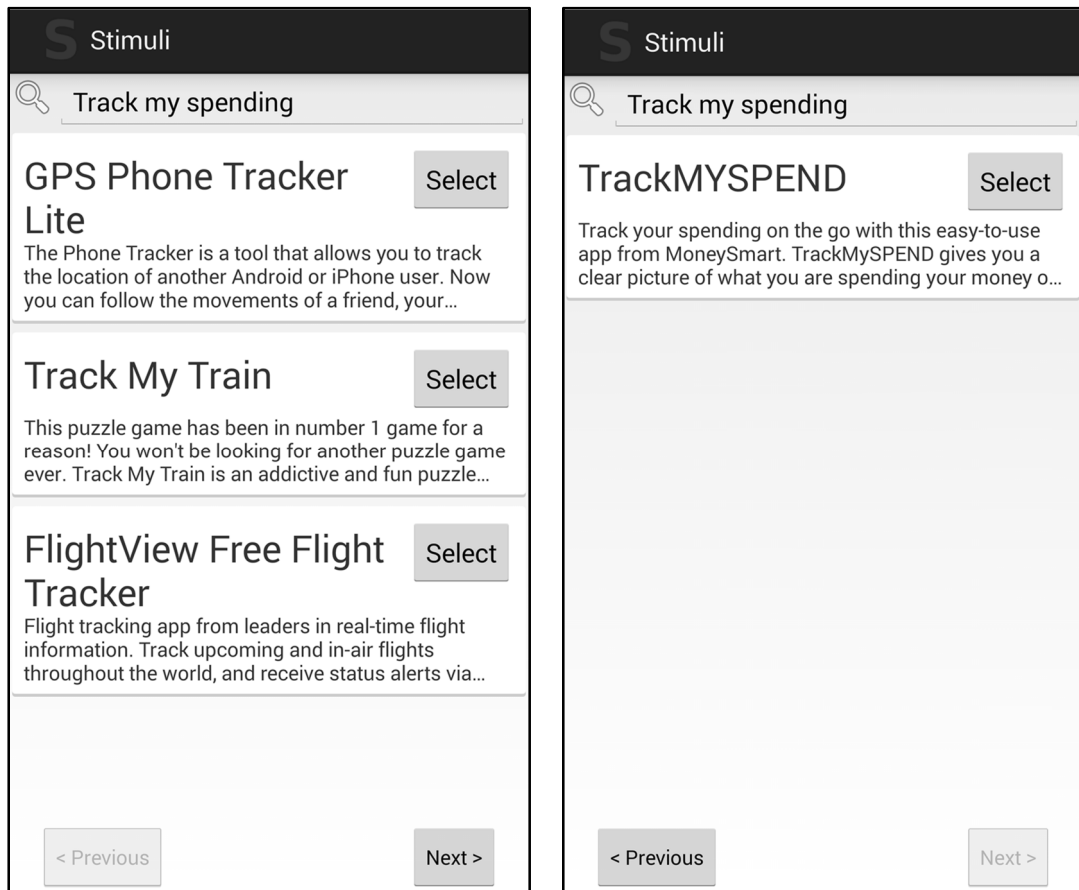 S Stimuli
Track my spending
GPS Phone Tracker
Lite
Select
The Phone Tracker is a tool that allows you to track
the location of another Android or iPhone user. Now
you can follow the movements of a friend, your...
Track My Train
Select
This puzzle game has been in number 1 game for a
reason! You won't be looking for another puzzle game
ever. Track My Train is an addictive and fun puzzle...
FlightView Free Flight
Tracker
Select
Flight tracking app from leaders in real-time flight
information. Track upcoming and in-air flights
throughout the world, and receive status alerts via...
< Previous
Next >
S Stimuli
Track my spending
TrackMYSPEND
Select
Track your spending on the go with this easy-to-use
app from MoneySmart. TrackMySPEND gives you a
clear picture of what you are spending your money o...
< Previous
Next >